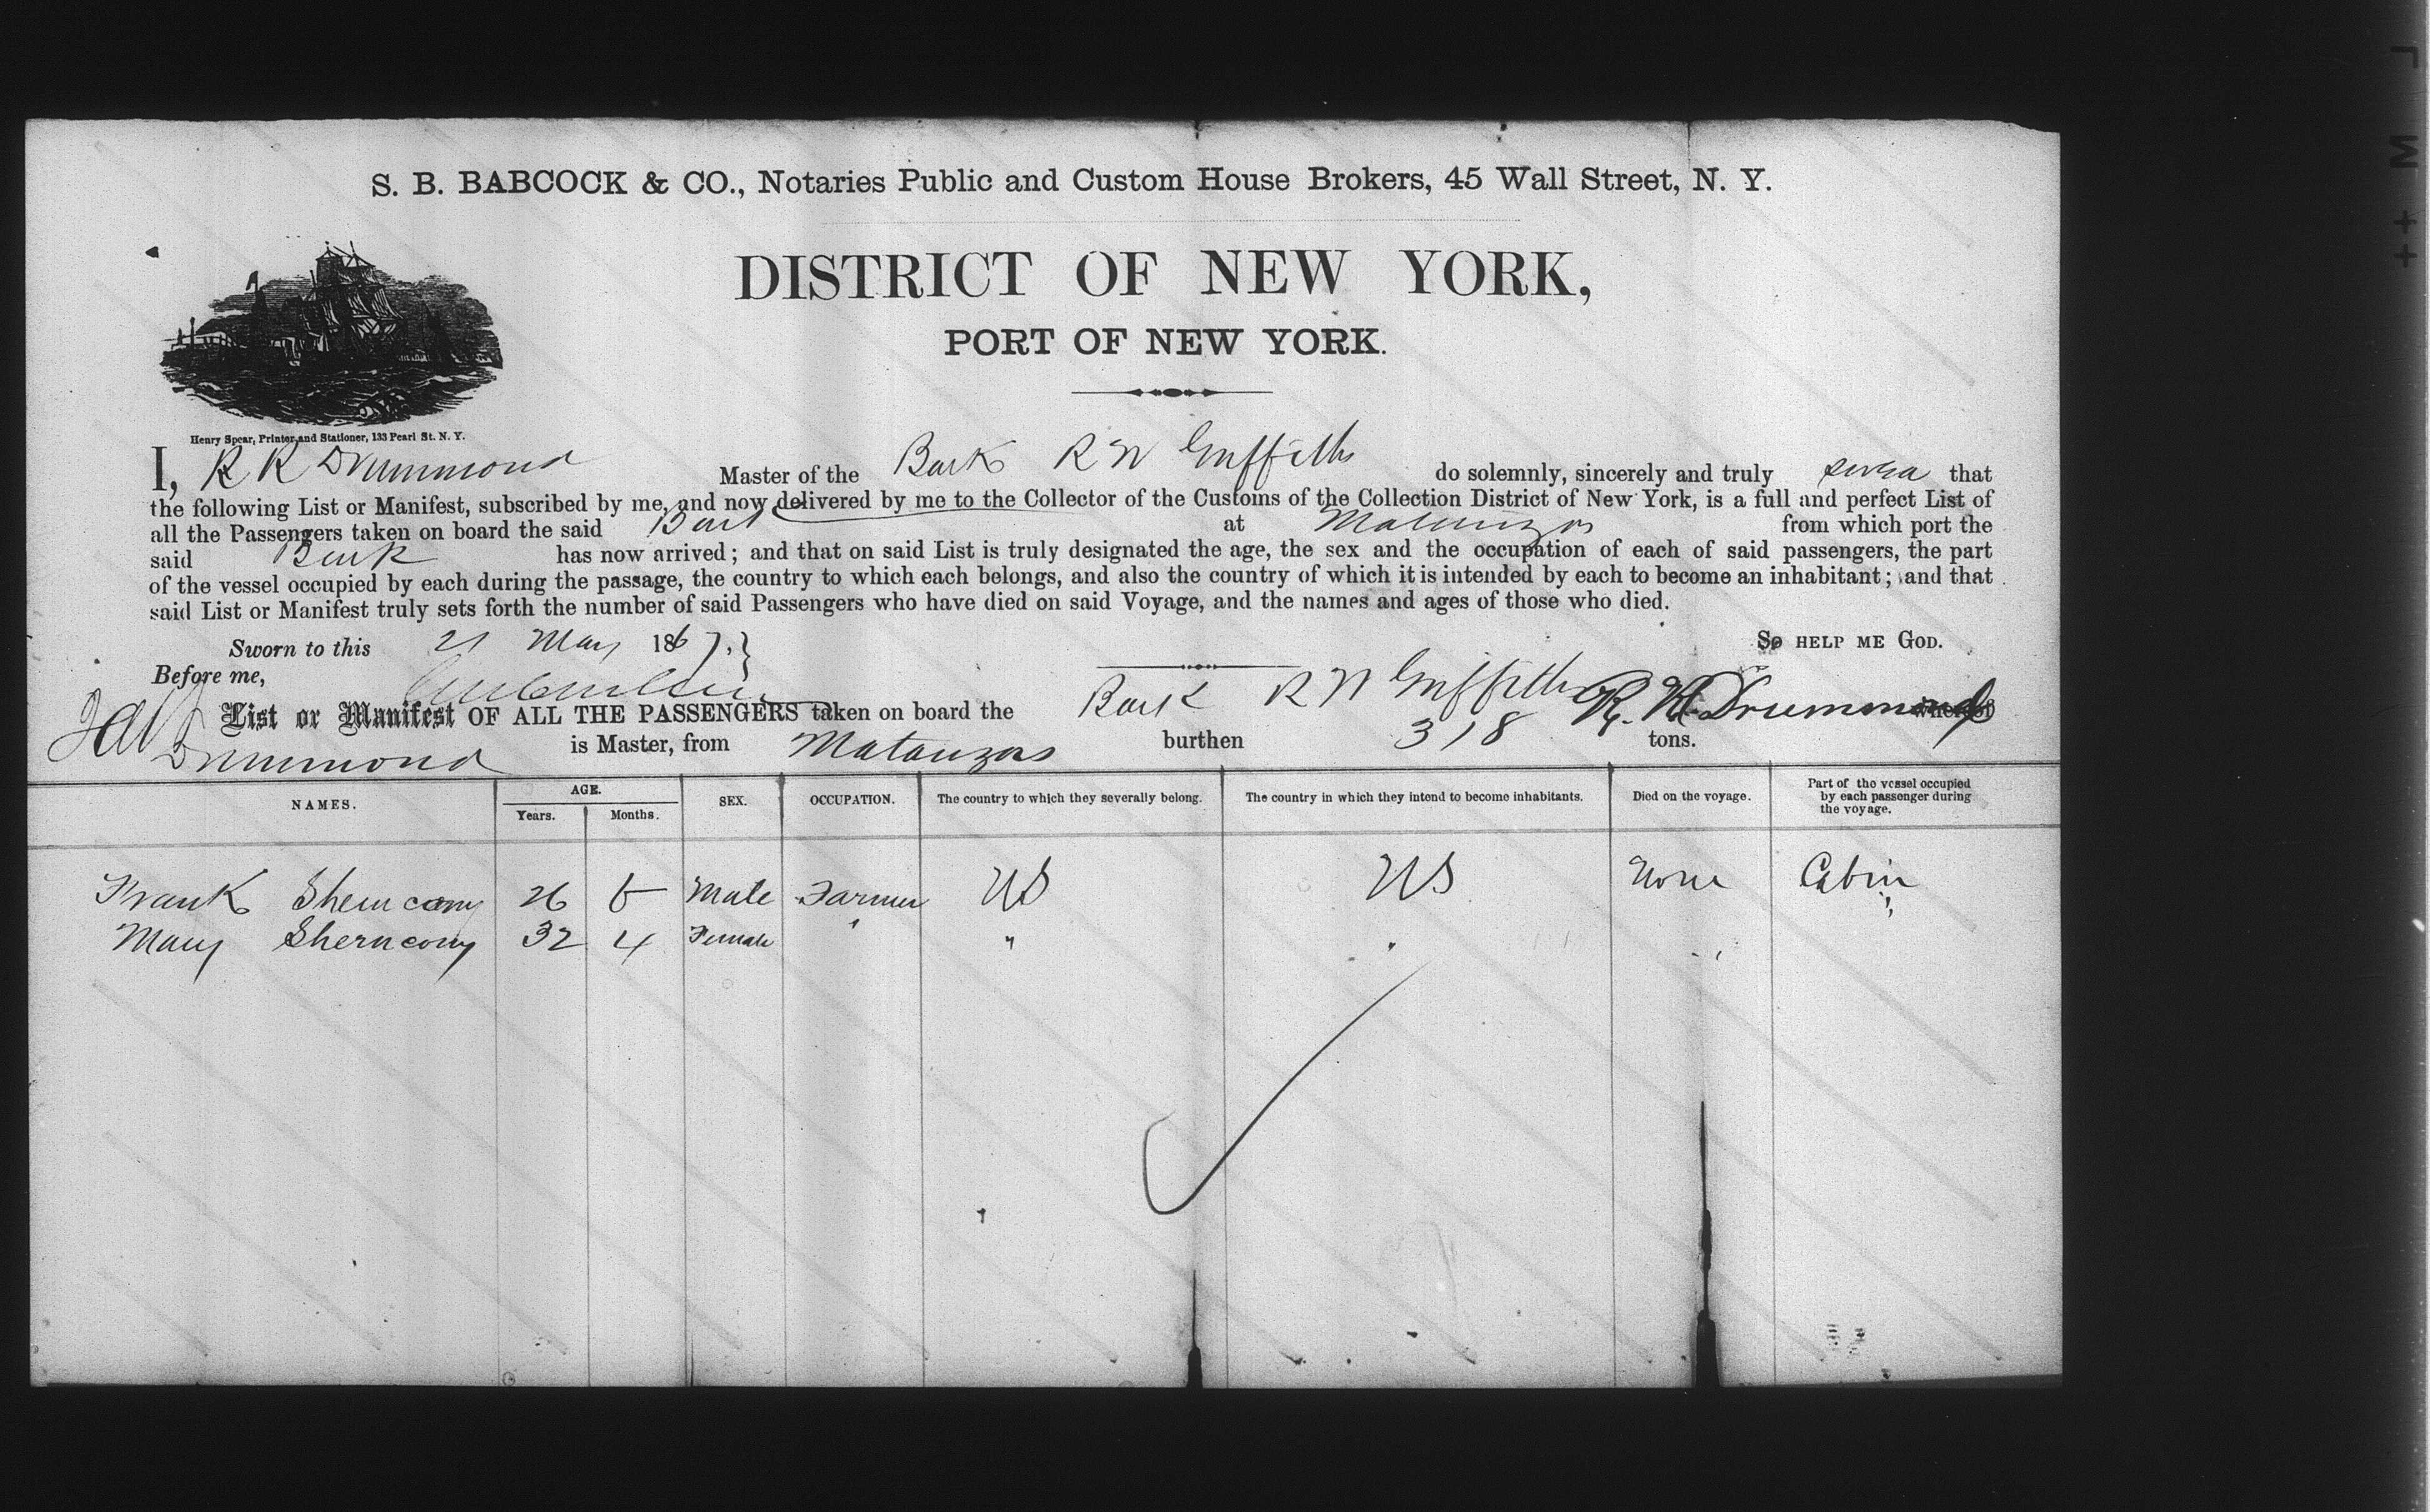 S. B. BABCOCK & CO., Notaries Public and Custom House Brokers, 45 Wall Street, N. Y.
DISTRICT OF NEW YORK,
PORT OF NEW YORK.
Henry Spear, Printer and Stationer, 133 Pearl St. N. Y.
I, R R Drummond Master of the Bark R N Griffiths do solemnly, sincerely and truly that
the following List or Manifest, subscribed by me, and now delivered by me to the Collector of the Customs of the Collection District of New York, is a full and perfect List of
all the Passengers taken on board the said Bark at Matanzas from which port the
said Bark has now arrived; and that on said List is truly designated the age, the sex and the occupation of each of said passengers, the part
of the vessel occupied by each during the passage, the country to which each belongs, and also the country of which it is intended by each to become an inhabitant; and that
said List or Manifest truly sets forth the number of said Passengers who have died on said Voyage, and the names and ages of those who died.
Sworn to this 21 May 1867. } So HELP ME GOD.
Before me,
List or Manifest OF ALL THE PASSENGERS taken on board the Bark R N Griffiths R. R. Drummond whereof
Drummond is Master, from Matanzas burthen 318 tons.
NAMES. AGE. Years. Months. SEX. OCCUPATION. The country to which they severally belong. The country in which they intend to become inhabitants. Died on the voyage. Part of the vessel occupied by each passenger during the voyage.
Frank 26 Male Farmer US US None Cabin
Mary 32 4 Female " " " "